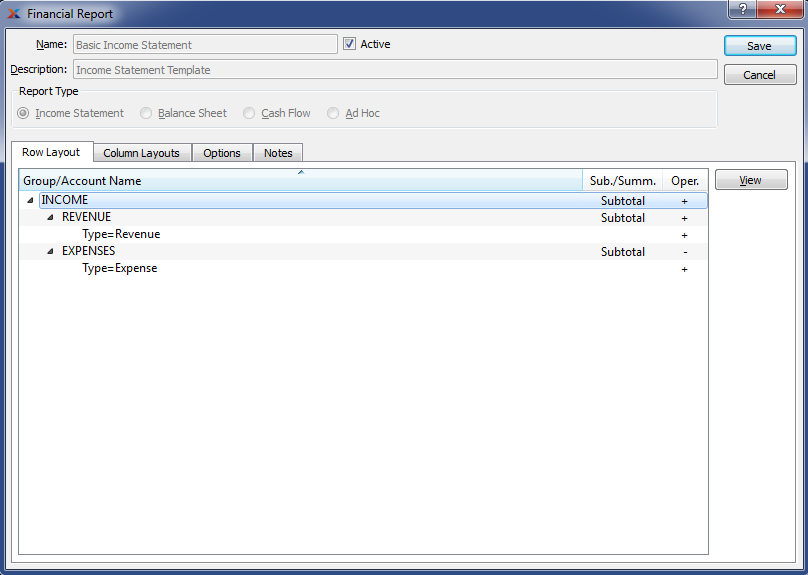 Financial Report
?
Name: Basic Income Statement Active Save
Description: Income Statement Template Cancel
Report Type
Income Statement Balance Sheet Cash Flow Ad Hoc
Row Layout Column Layouts Options Notes
Group/Account Name Sub./Summ. Oper. View
INCOME Subtotal +
REVENUE Subtotal +
Type=Revenue +
EXPENSES Subtotal -
Type=Expense +